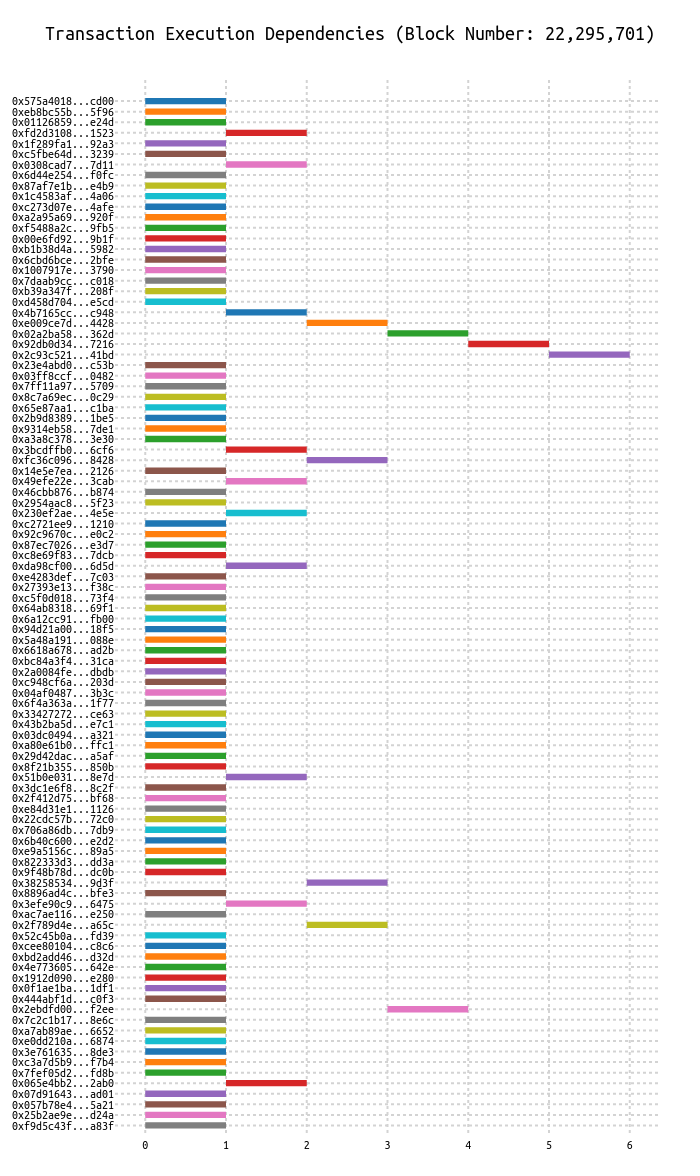 Transaction Execution Dependencies (Block Number: 22,295,701)
0x575a4018...cd00
0xeb8bc55b...5f96
0x01126859...e24d
0xfd2d3108...1523
0x1f289fa1...92a3
0xc5fbe64d...3239
0x0308cad7...7d11
0x6d44e254...f0fc
0x87af7e1b...e4b9
0x1c4583af...4a06
0xc273d07e...4afe
0xa2a95a69...920f
0xf5488a2c...9fb5
0x00e6fd92...9b1f
0xb1b38d4a...5982
0x6cbd6bce...2bfe
0x1007917e...3790
0x7daab9cc...c018
0xb39a347f...208f
0xd458d704...e5cd
0x4b7165cc...c948
0xe009ce7d...4428
0x02a2ba58...362d
0x92db0d34...7216
0x2c93c521...41bd
0x23e4abd0...c53b
0x03ff8ccf...0482
0x7ff11a97...5709
0x8c7a69ec...0c29
0x65e87aa1...c1ba
0x2b9d8389...1be5
0x9314eb58...7de1
0xa3a8c378...3e30
0x3bcdffb0...6cf6
0xfc36c096...8428
0x14e5e7ea...2126
0x49efe22e...3cab
0x46cbb876...b874
0x2954aac8...5f23
0x230ef2ae...4e5e
0xc2721ee9...1210
0x92c9670c...e0c2
0x87ec7026...e3d7
0xc8e69f83...7dcb
0xda98cf00...6d5d
0xe4283def...7c03
0x27393e13...f38c
0xc5f0d018...73f4
0x64ab8318...69f1
0x6a12cc91...fb00
0x94d21a00...18f5
0x5a48a191...088e
0x6618a678...ad2b
0xbc84a3f4...31ca
0x2a0084fe...dbdb
0xc948cf6a...203d
0x04af0487...3b3c
0x6f4a363a...1f77
0x33427272...ce63
0x43b2ba5d...e7c1
0x03dc0494...a321
0xa80e61b0...ffc1
0x29d42dac...a5af
0x8f21b355...850b
0x51b0e031...8e7d
0x3dc1e6f8...8c2f
0x2f412d75...bf68
0xe84d31e1...1126
0x22cdc57b...72c0
0x706a86db...7db9
0x6b40c600...e2d2
0xe9a5156c...89a5
0x822333d3...dd3a
0x9f48b78d...dc0b
0x38258534...9d3f
0x8896ad4c...bfe3
0x3efe90c9...6475
0xac7ae116...e250
0x2f789d4e...a65c
0x52c45b0a...fd39
0xcee80104...c8c6
0xbd2add46...d32d
0x4e773605...642e
0x1912d090...e280
0x0f1ae1ba...1df1
0x444abf1d...c0f3
0x2ebdfd00...f2ee
0x7c2c1b17...8e6c
0xa7ab89ae...6652
0xe0dd210a...6874
0x3e761635...8de3
0xc3a7d5b9...f7b4
0x7fef05d2...fd8b
0x065e4bb2...2ab0
0x07d91643...ad01
0x057b78e4...5a21
0x25b2ae9e...d24a
0xf9d5c43f...a83f
0 1 2 3 4 5 6